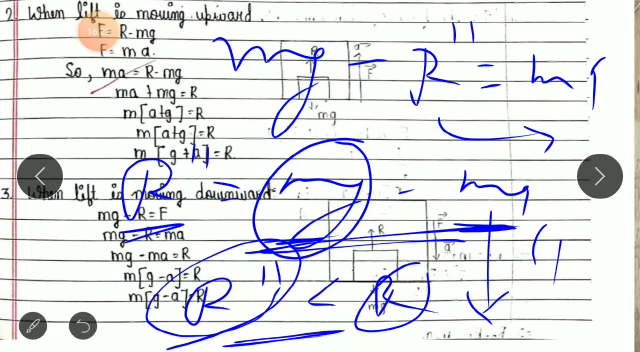 2. When lift is moving upward
F = R - mg
F = ma.
So, ma = R - mg
ma + mg = R
m[a+g] = R
m[a+g] = R
m [g + a] = R
mg - R" = m
a
R
F
mg
R" = m = m
3. When lift is moving downward
mg - R = F
mg - R = ma
mg - ma = R
m[g - a] = R
m[g - a] = R
R
F
a
R" < R